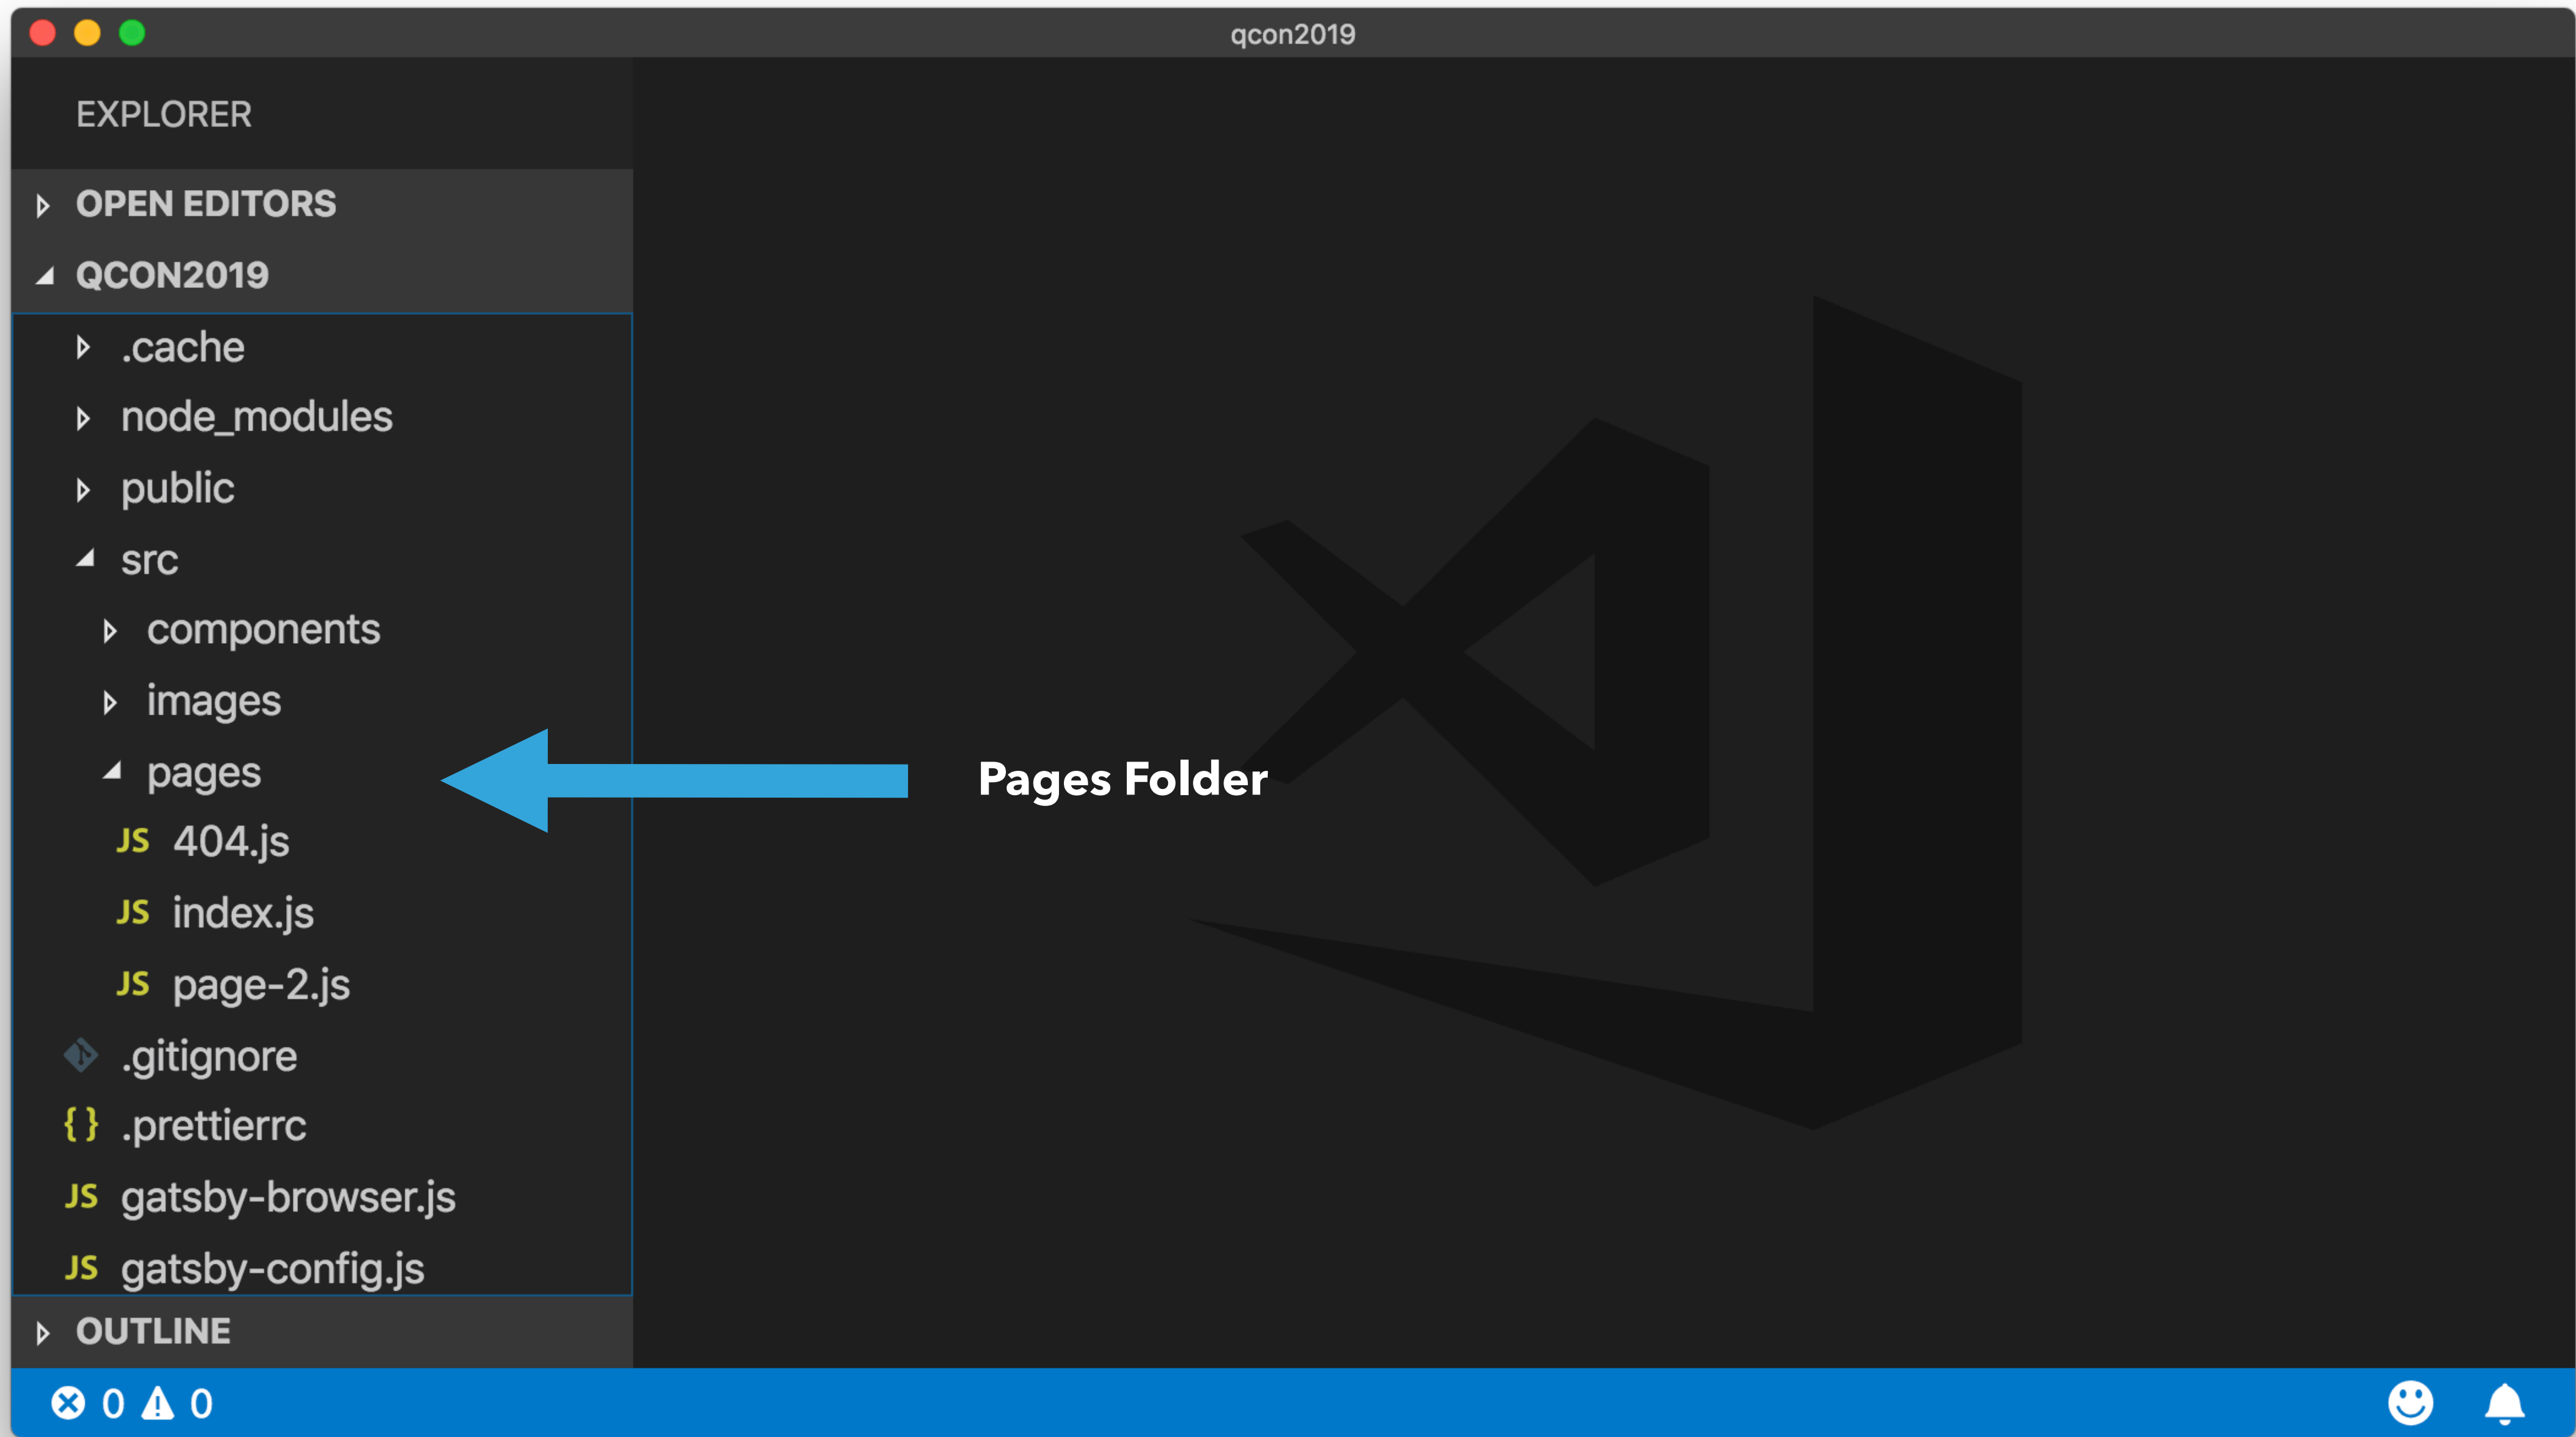 qcon2019
EXPLORER
OPEN EDITORS
QCON2019
.cache
node_modules
public
src
components
images
pages
Pages Folder
JS 404.js
JS index.js
JS page-2.js
.gitignore
{ } .prettierrc
JS gatsby-browser.js
JS gatsby-config.js
OUTLINE
0 0